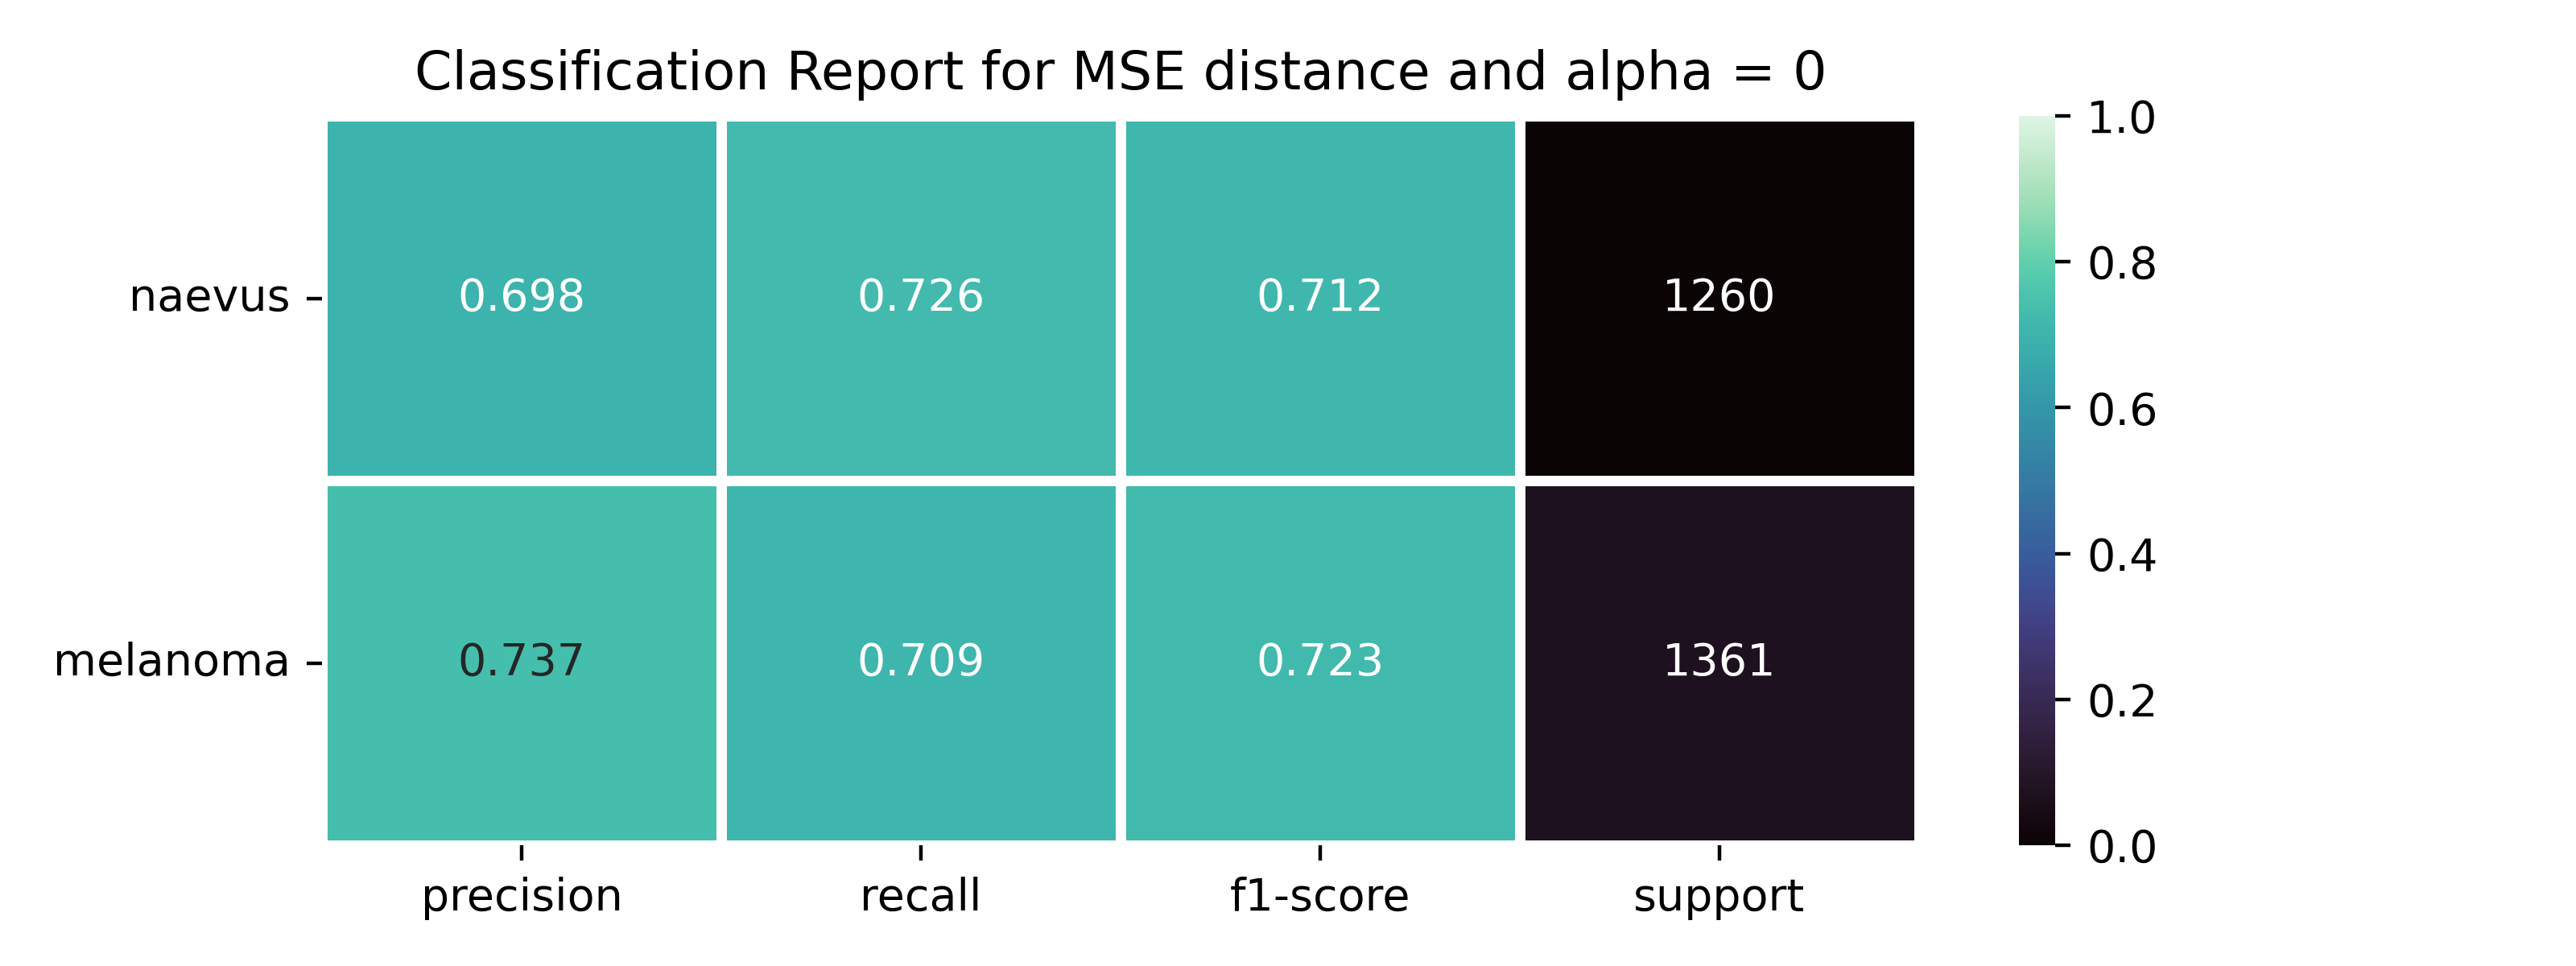 Classification Report for MSE distance and alpha = 0
naevus 0.698 0.726 0.712 1260
melanoma 0.737 0.709 0.723 1361
precision recall f1-score support
1.0
0.8
0.6
0.4
0.2
0.0